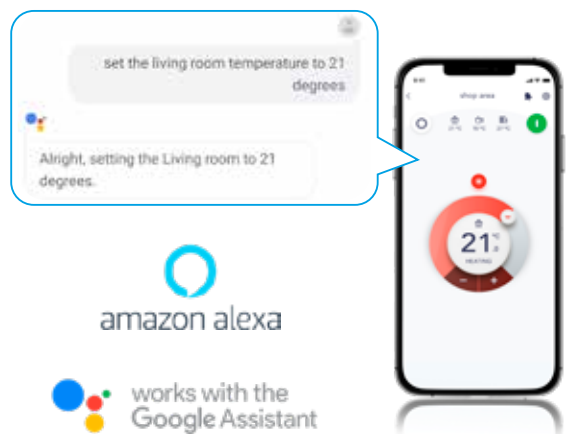 set the living room temperature to 21
degrees
Alright, setting the Living room to 21
degrees.
shop area
21
°C
HEATING
amazon alexa
works with the
Google Assistant